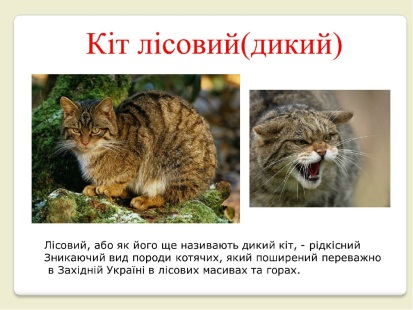 Кіт лісовий(дикий)
Лісовий, або як його ще називають дикий кіт, - рідкісний
Зникаючий вид породи котячих, який поширений переважно
в Західній Україні в лісових масивах та горах.